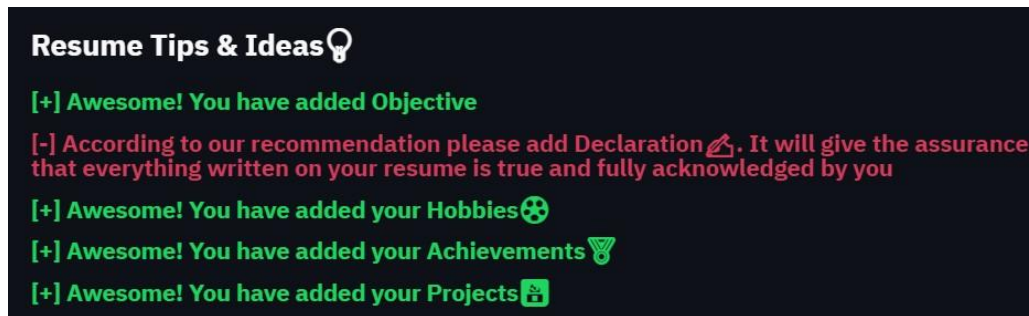 Resume Tips & Ideas
[+] Awesome! You have added Objective
[-] According to our recommendation please add Declaration. It will give the assurance
that everything written on your resume is true and fully acknowledged by you
[+] Awesome! You have added your Hobbies
[+] Awesome! You have added your Achievements
[+] Awesome! You have added your Projects